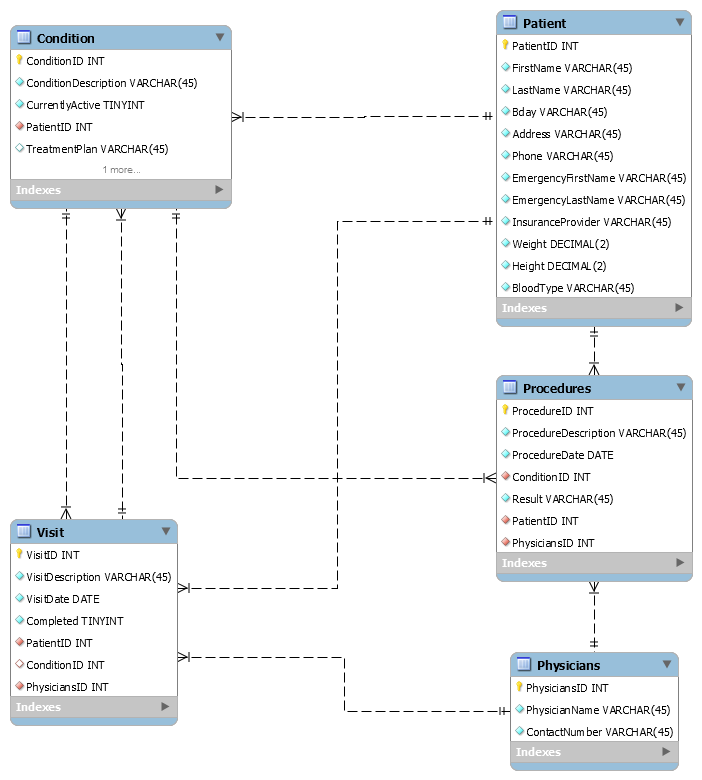 Condition
ConditionID INT
ConditionDescription VARCHAR(45)
CurrentlyActive TINYINT
PatientID INT
TreatmentPlan VARCHAR(45)
1 more...
Indexes
Patient
PatientID INT
FirstName VARCHAR(45)
LastName VARCHAR(45)
Bday VARCHAR(45)
Address VARCHAR(45)
Phone VARCHAR(45)
EmergencyFirstName VARCHAR(45)
EmergencyLastName VARCHAR(45)
InsuranceProvider VARCHAR(45)
Weight DECIMAL(2)
Height DECIMAL(2)
BloodType VARCHAR(45)
Indexes
Procedures
ProcedureID INT
ProcedureDescription VARCHAR(45)
ProcedureDate DATE
ConditionID INT
Result VARCHAR(45)
PatientID INT
PhysiciansID INT
Indexes
Visit
VisitID INT
VisitDescription VARCHAR(45)
VisitDate DATE
Completed TINYINT
PatientID INT
ConditionID INT
PhysiciansID INT
Indexes
Physicians
PhysiciansID INT
PhysicianName VARCHAR(45)
ContactNumber VARCHAR(45)
Indexes